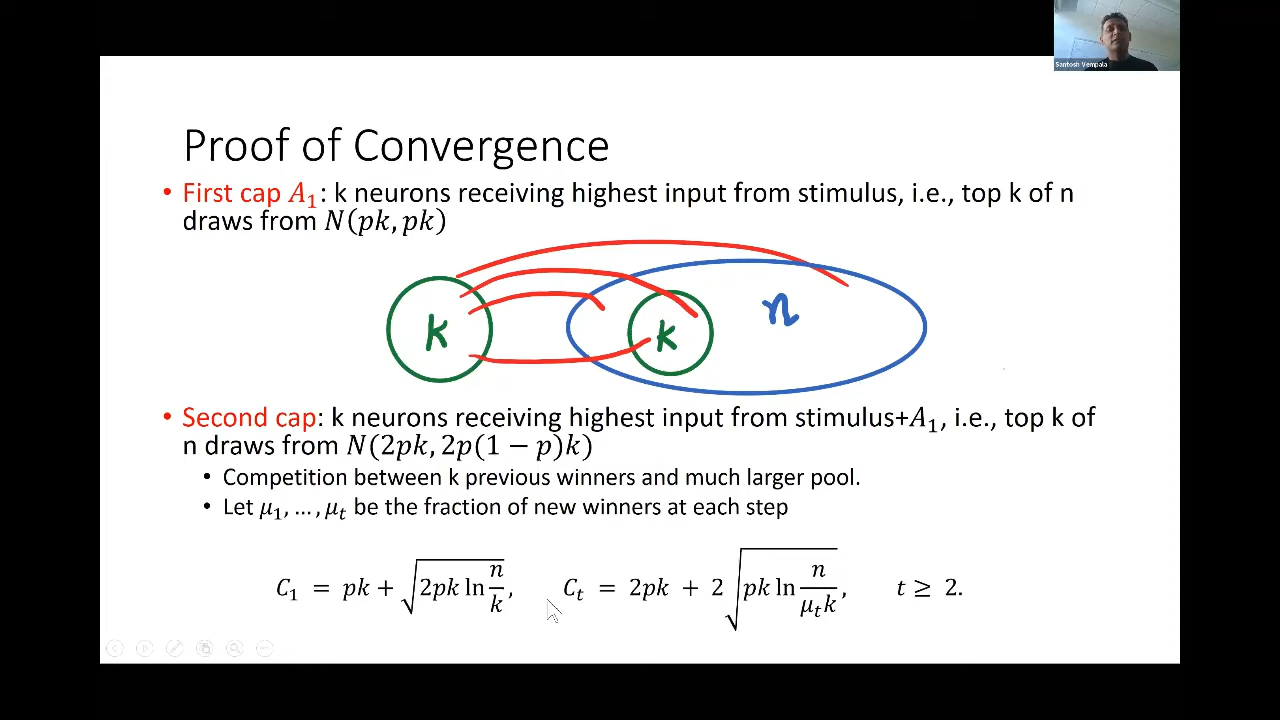 Santosh Vempala
Proof of Convergence
• First cap A₁: k neurons receiving highest input from stimulus, i.e., top k of n
draws from N(pk, pk)
k
k
n
• Second cap: k neurons receiving highest input from stimulus+A₁, i.e., top k of
n draws from N(2pk, 2p(1 − p)k)
• Competition between k previous winners and much larger pool.
• Let μ₁, … , μₜ be the fraction of new winners at each step
C₁ = pk + √(2pk ln n/k), Cₜ = 2pk + 2 √(pk ln n/(μₜk)), t ≥ 2.